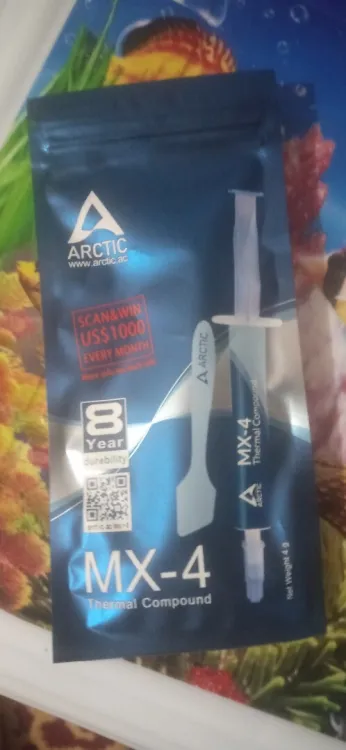 ARCTIC
www.arctic.ac
SCAN&WIN
US$1000
EVERY MONTH
8
Year
durability
MX-4
Thermal Compound
ARCTIC
MX-4
Thermal Compound
ARCTIC
Net Weight 4 g